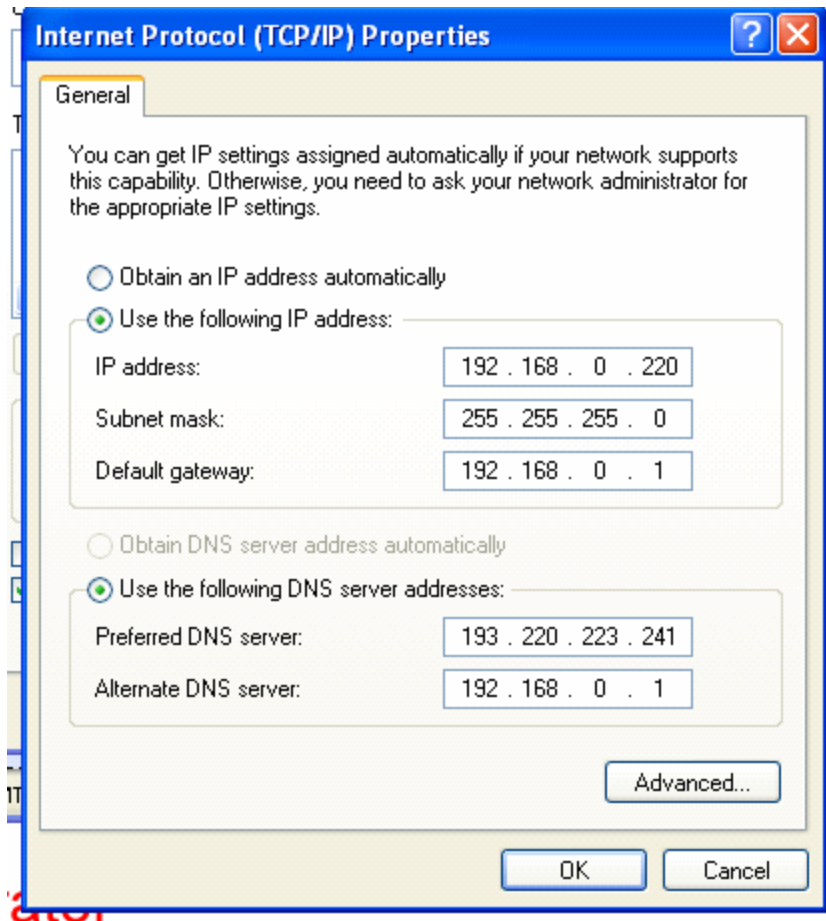 Internet Protocol (TCP/IP) Properties
General
You can get IP settings assigned automatically if your network supports
this capability. Otherwise, you need to ask your network administrator for
the appropriate IP settings.
Obtain an IP address automatically
Use the following IP address:
IP address: 192 . 168 . 0 . 220
Subnet mask: 255 . 255 . 255 . 0
Default gateway: 192 . 168 . 0 . 1
Obtain DNS server address automatically
Use the following DNS server addresses:
Preferred DNS server: 193 . 220 . 223 . 241
Alternate DNS server: 192 . 168 . 0 . 1
Advanced...
OK Cancel